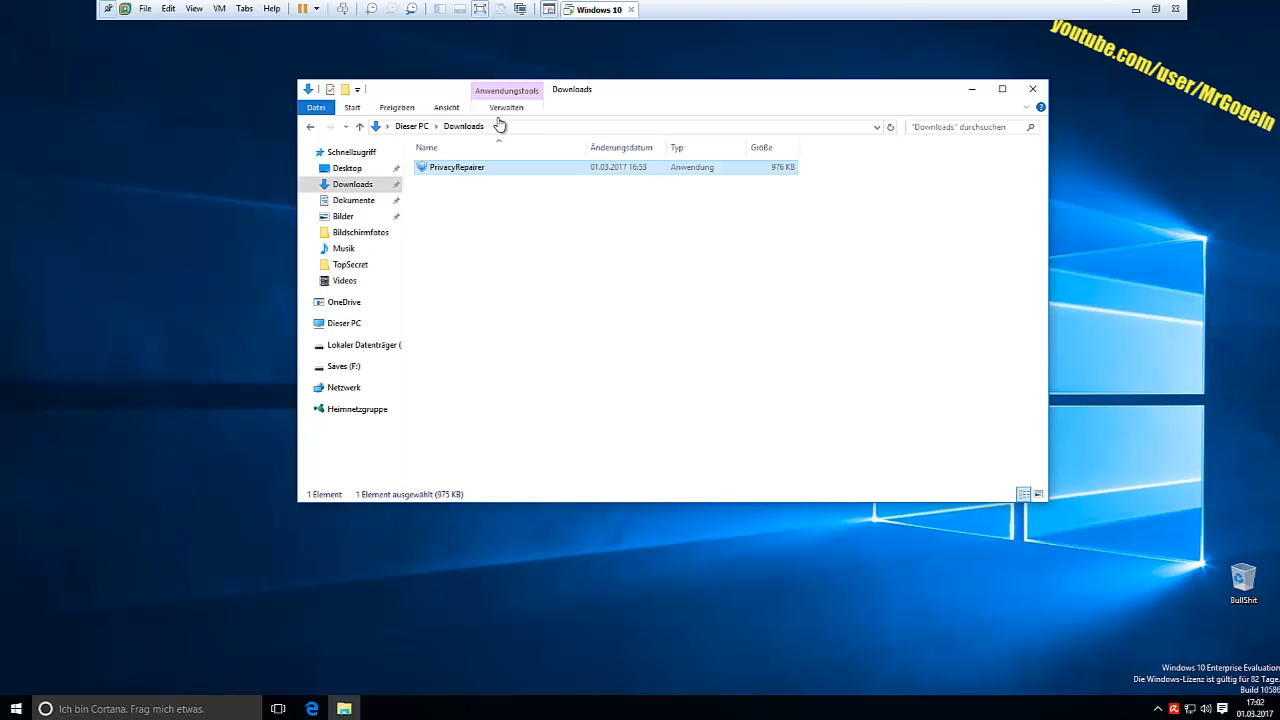 File Edit View VM Tabs Help Windows 10
youtube.com/user/MrGogeln
Anwendungstools Downloads
Datei Start Freigeben Ansicht Verwalten
Dieser PC Downloads "Downloads" durchsuchen
Name Änderungsdatum Typ Größe
PrivacyRepairer 01.03.2017 16:53 Anwendung 976 KB
Schnellzugriff
Desktop
Downloads
Dokumente
Bilder
Bildschirmfotos
Musik
TopSecret
Videos
OneDrive
Dieser PC
Lokaler Datenträger (
Saves (F:)
Netzwerk
Heimnetzgruppe
1 Element 1 Element ausgewählt (975 KB)
BullShit
Windows 10 Enterprise Evaluation
Die Windows-Lizenz ist gültig für 82 Tage.
Build 10586
Ich bin Cortana. Frag mich etwas.
17:02
01.03.2017